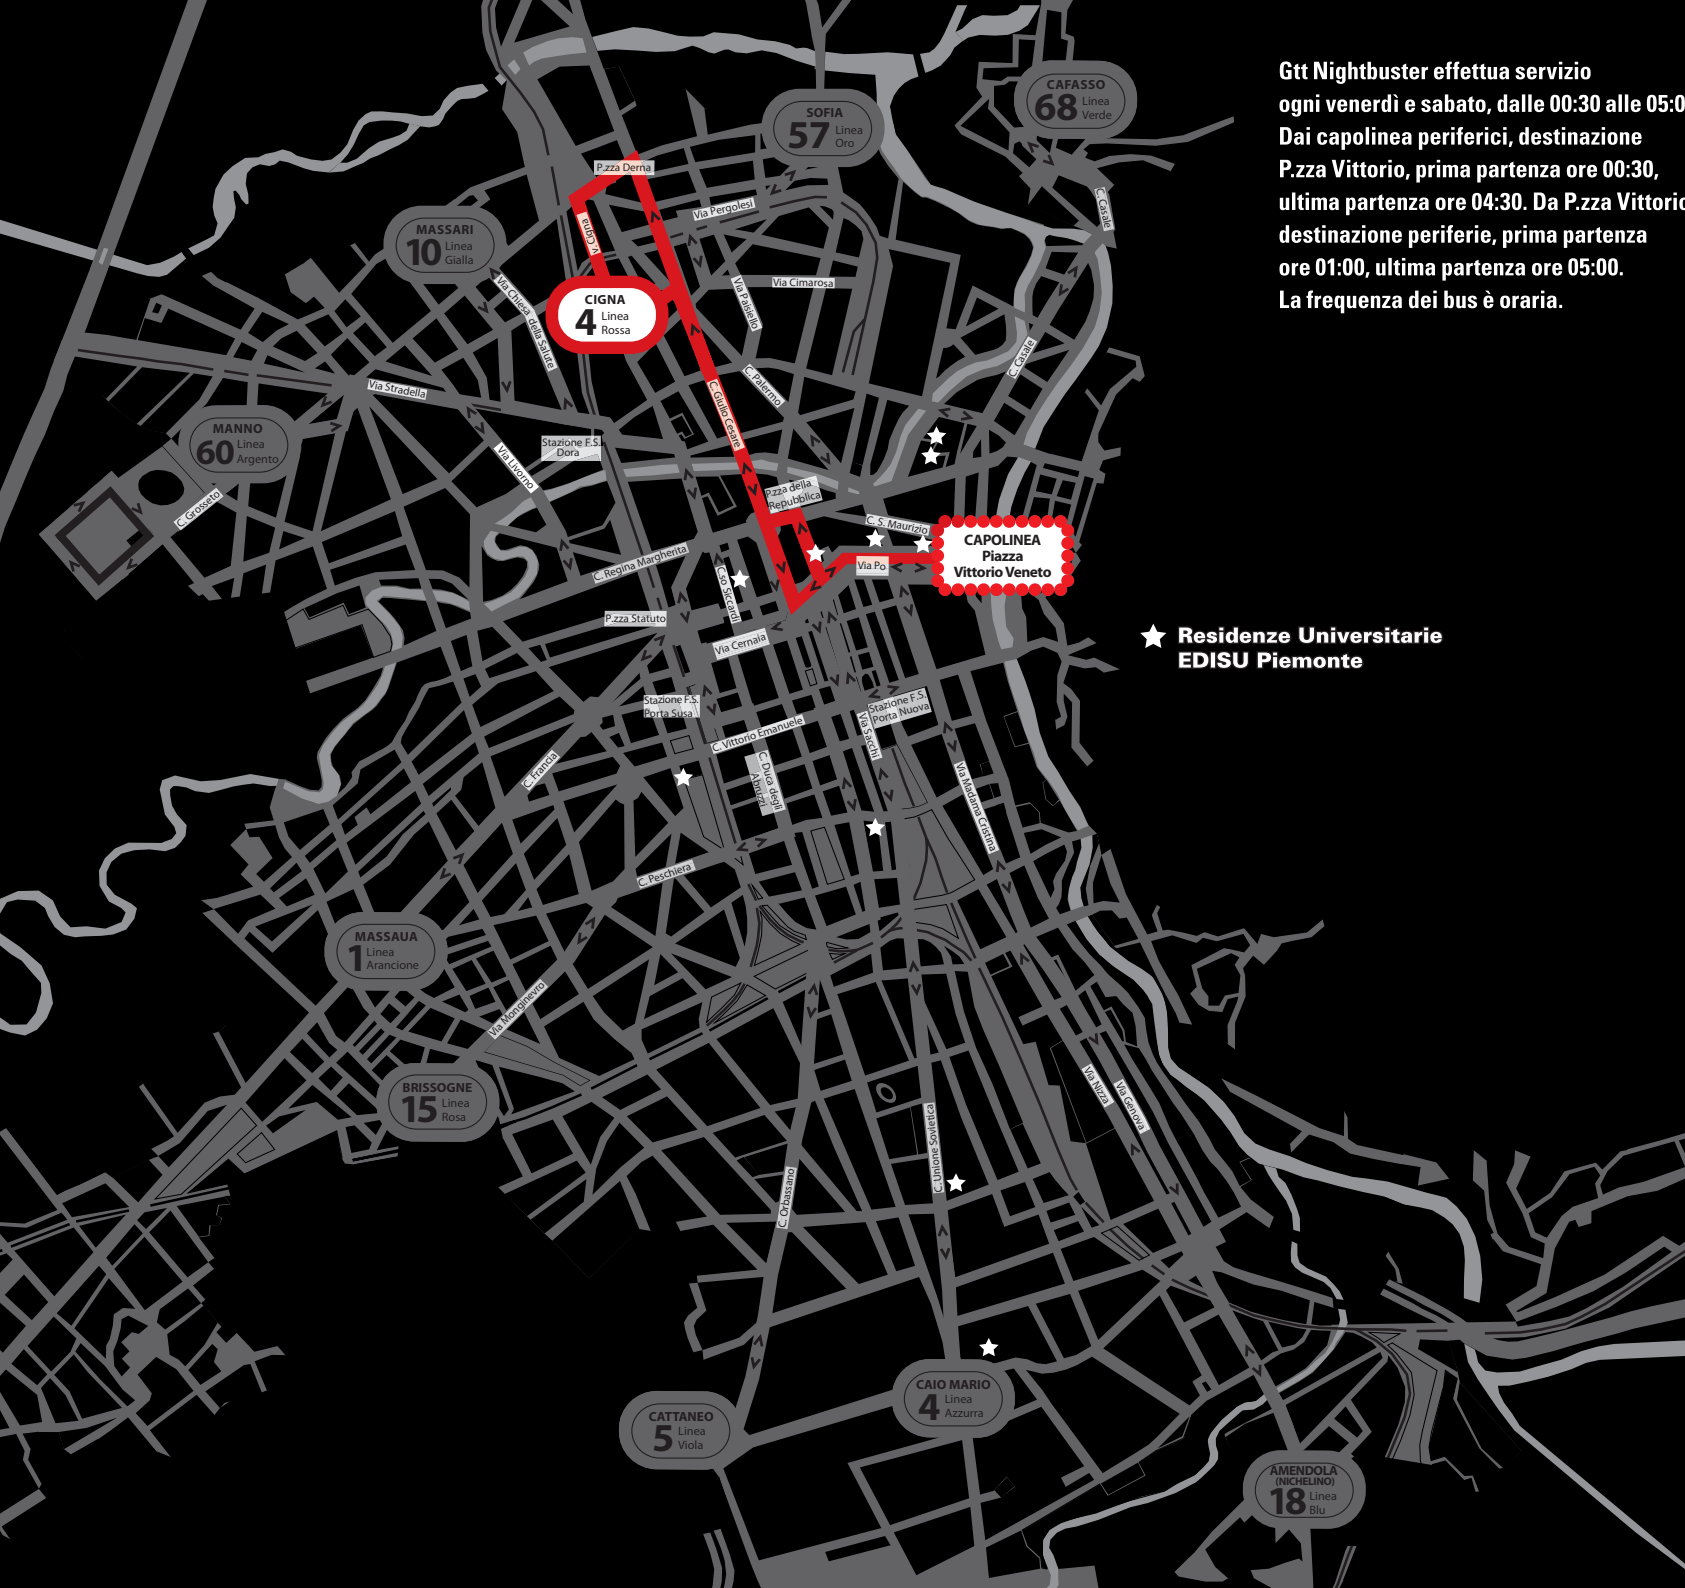 Gtt Nightbuster effettua servizio
ogni venerdì e sabato, dalle 00:30 alle 05:0
Dai capolinea periferici, destinazione
P.zza Vittorio, prima partenza ore 00:30,
ultima partenza ore 04:30. Da P.zza Vittorio
destinazione periferie, prima partenza
ore 01:00, ultima partenza ore 05:00.
La frequenza dei bus è oraria.
CAFASSO
68 Linea
Verde
SOFIA
57 Linea
Oro
P.zza Derna
C. Casale
Via Pergolesi
MASSARI
10 Linea
Gialla
V. Cigna
Via Cimarosa
Via Chiesa della Salute
Via Paisiello
CIGNA
4 Linea
Rossa
C. Casale
Via Stradella
C. Palermo
C. Giulio Cesare
MANNO
60 Linea
Argento
Stazione F.S.
Dora
Via Livorno
C. Grosseto
P.zza della
Repubblica
C. S. Maurizio
CAPOLINEA
Piazza
Vittorio Veneto
C. Regina Margherita
Via Po
C.so Siccardi
P.zza Statuto
Via Cernaia
Residenze Universitarie
EDISU Piemonte
Stazione F.S.
Porta Susa
Stazione F.S.
Porta Nuova
C. Vittorio Emanuele
Via Sacchi
C. Francia
C. Duca degli
Abruzzi
Via Madama Cristina
C. Peschiera
MASSAUA
1 Linea
Arancione
Via Monginevro
BRISSOGNE
15 Linea
Rosa
Via Nizza
Via Genova
C. Unione Sovietica
C. Orbassano
CAIO MARIO
4 Linea
Azzurra
CATTANEO
5 Linea
Viola
AMENDOLA
(NICHELINO)
18 Linea
Blu